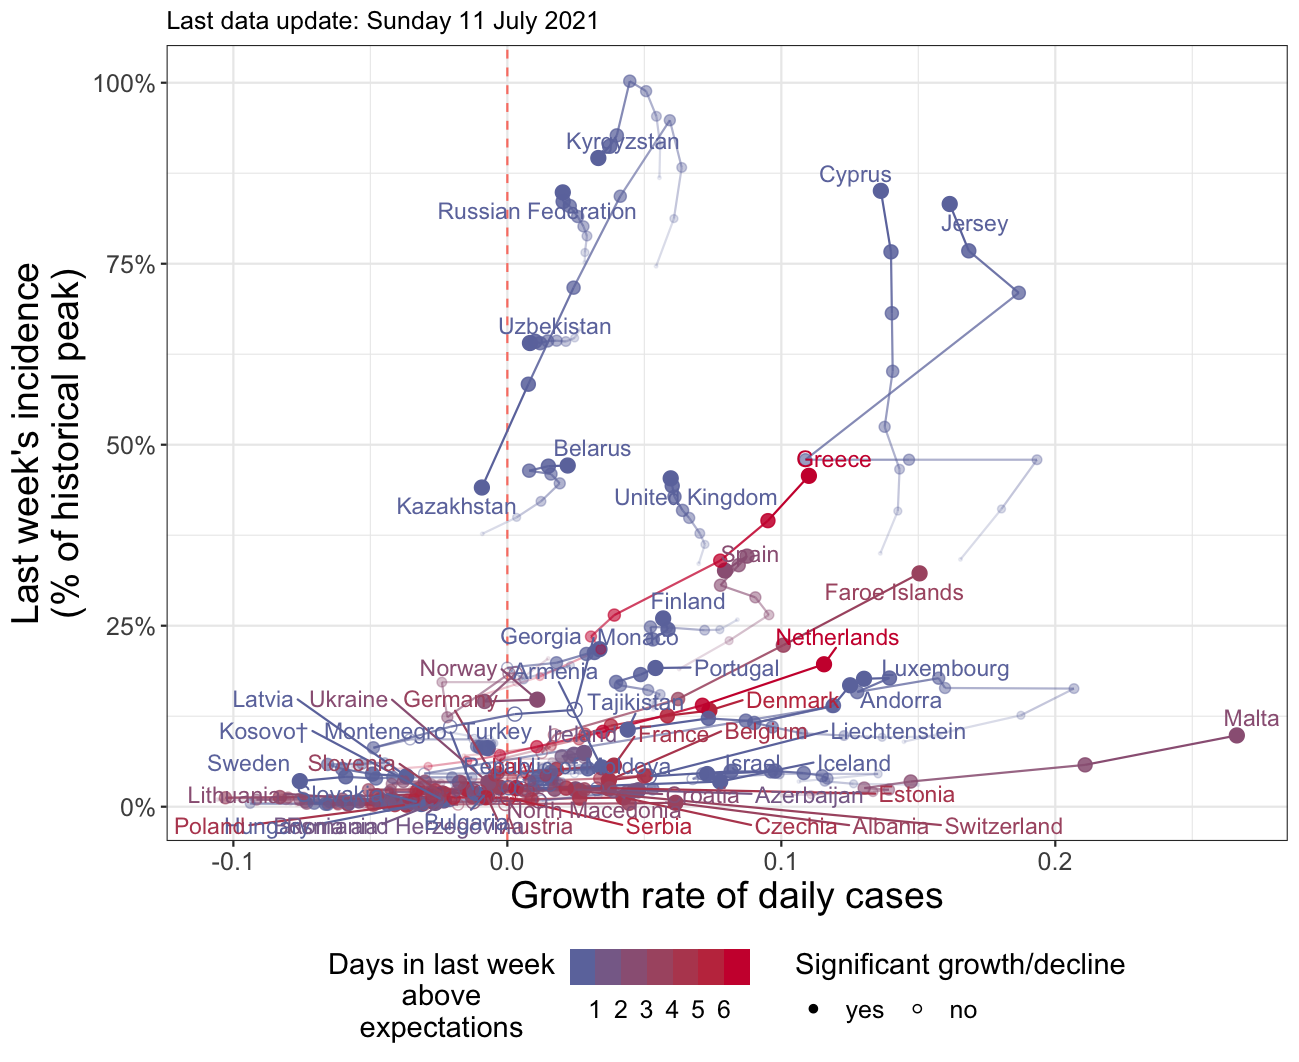 Last data update: Sunday 11 July 2021
100%
75%
50%
25%
0%
Last week's incidence
(% of historical peak)
Kyrgyzstan
Cyprus
Russian Federation
Jersey
Uzbekistan
Belarus
Greece
Kazakhstan
United Kingdom
Spain
Faroe Islands
Finland
Georgia
Monaco
Netherlands
Norway
Armenia
Portugal
Luxembourg
Latvia
Ukraine
Germany
Tajikistan
Denmark
Andorra
Malta
Kosovo†
Montenegro
Turkey
Ireland
France
Belgium
Liechtenstein
Sweden
Slovenia
Israel
Iceland
Lithuania
Croatia
Azerbaijan
Estonia
North Macedonia
Bulgaria
Poland
Hungary
Bosnia and Herzegovina
Austria
Serbia
Czechia
Albania
Switzerland
-0.1
0.0
0.1
0.2
Growth rate of daily cases
Days in last week
above
expectations
1 2 3 4 5 6
Significant growth/decline
yes
no